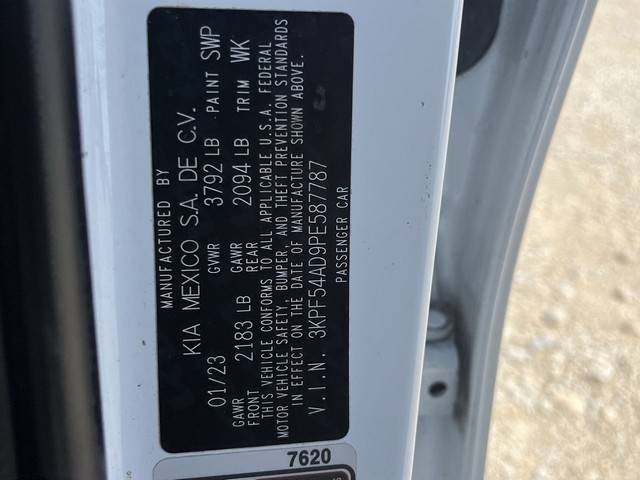 MANUFACTURED BY
KIA MEXICO S.A. DE C.V.
01/23 GVWR 3792 LB PAINT SWP
GAWR FRONT 2183 LB GAWR REAR 2094 LB TRIM WK
THIS VEHICLE CONFORMS TO ALL APPLICABLE U.S.A. FEDERAL
MOTOR VEHICLE SAFETY, BUMPER, AND THEFT PREVENTION STANDARDS
IN EFFECT ON THE DATE OF MANUFACTURE SHOWN ABOVE.
V.I.N. 3KPF54AD9PE587787
PASSENGER CAR
7620